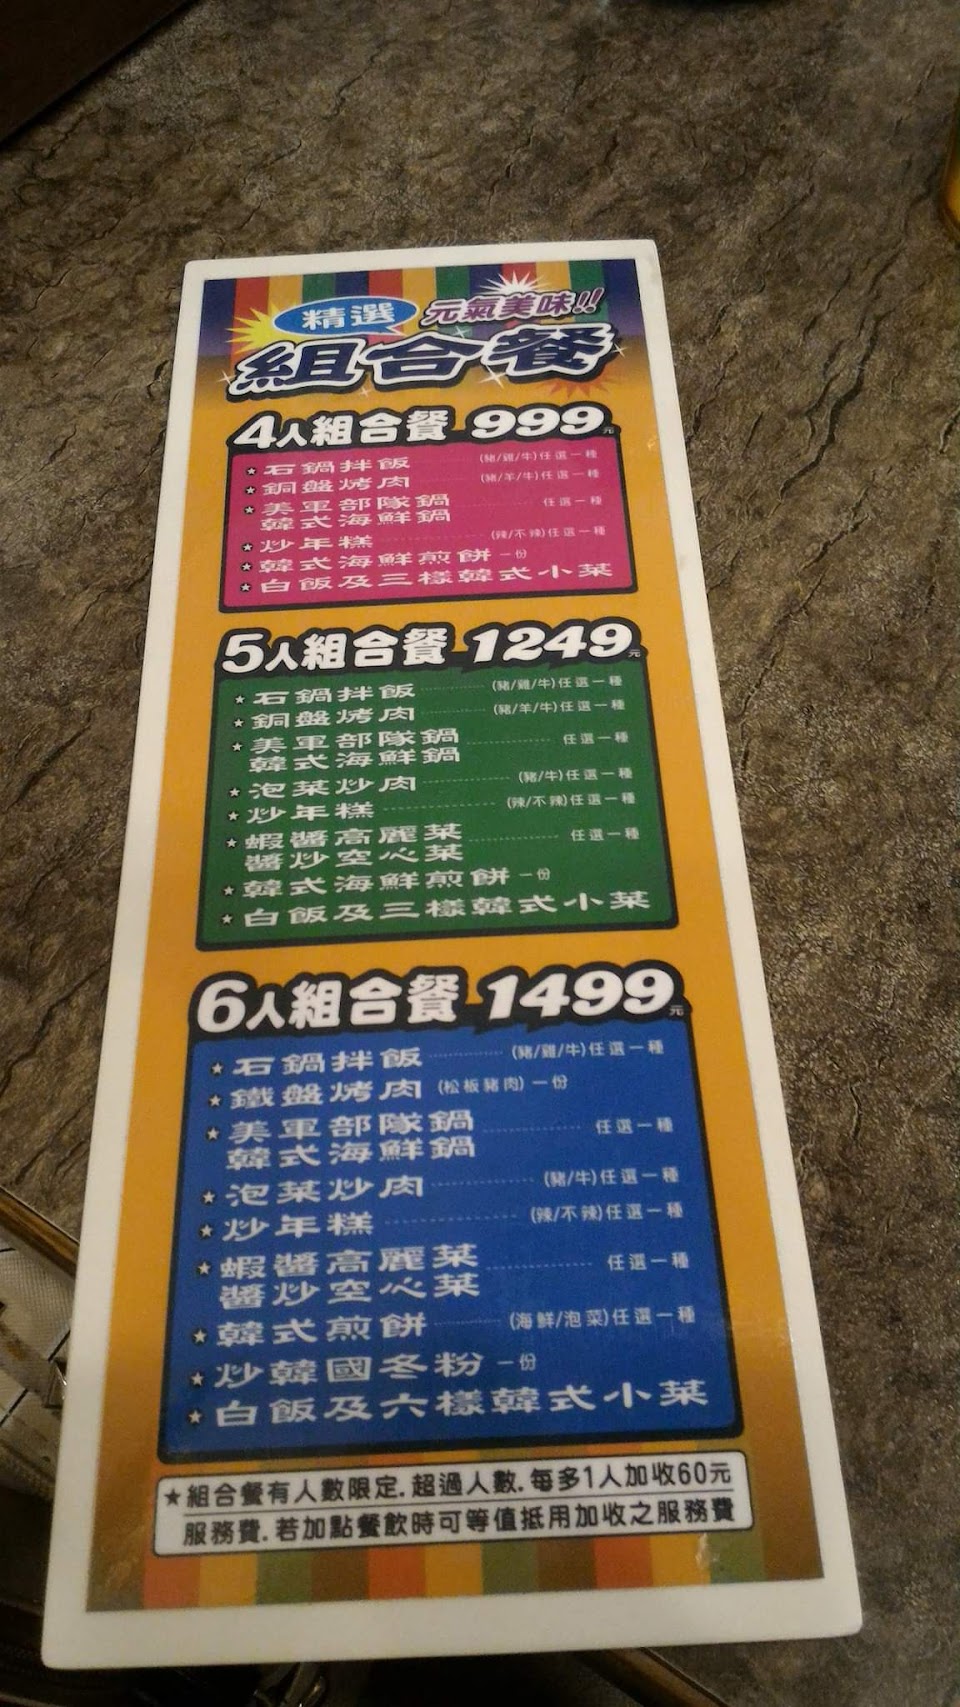 精選 元氣美味!!
組合餐
4人組合餐 999元
★石鍋拌飯 (豬/雞/牛)任選一種
★銅盤烤肉 (豬/羊/牛)任選一種
★美軍部隊鍋 任選一種
韓式海鮮鍋
★炒年糕 (辣/不辣)任選一種
★韓式海鮮煎餅 一份
★白飯及三樣韓式小菜
5人組合餐 1249元
★石鍋拌飯 (豬/雞/牛)任選一種
★銅盤烤肉 (豬/羊/牛)任選一種
★美軍部隊鍋 任選一種
韓式海鮮鍋
★泡菜炒肉 (豬/牛)任選一種
★炒年糕 (辣/不辣)任選一種
★蝦醬高麗菜 任選一種
醬炒空心菜
★韓式海鮮煎餅 一份
★白飯及三樣韓式小菜
6人組合餐 1499元
★石鍋拌飯 (豬/雞/牛)任選一種
★鐵盤烤肉 (松板豬肉) 一份
★美軍部隊鍋 任選一種
韓式海鮮鍋
★泡菜炒肉 (豬/牛)任選一種
★炒年糕 (辣/不辣)任選一種
★蝦醬高麗菜 任選一種
醬炒空心菜
★韓式煎餅 (海鮮/泡菜)任選一種
★炒韓國冬粉 一份
★白飯及六樣韓式小菜
★組合餐有人數限定.超過人數.每多1人加收60元
服務費.若加點餐飲時可等值抵用加收之服務費